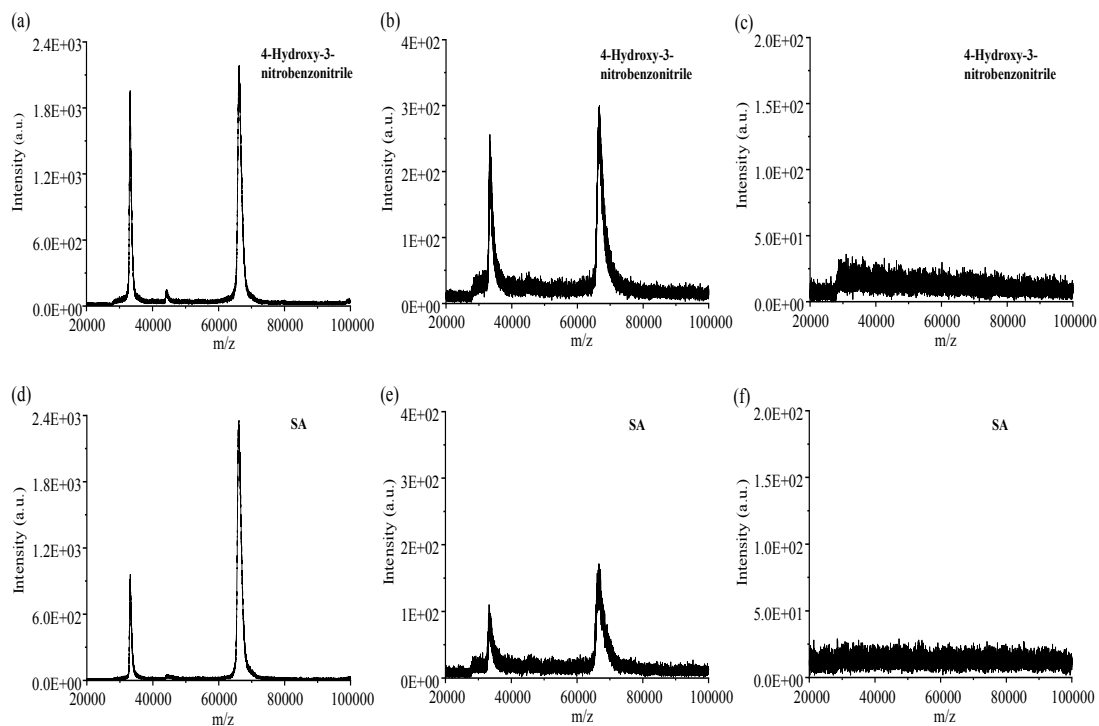 (a)
4-Hydroxy-3-
nitrobenzonitrile
2.4E+03
1.8E+03
1.2E+03
6.0E+02
0.0E+00
Intensity (a.u.)
20000 40000 60000 80000 100000
m/z
(b)
4-Hydroxy-3-
nitrobenzonitrile
4E+02
3E+02
2E+02
1E+02
0E+00
Intensity (a.u.)
20000 40000 60000 80000 100000
m/z
(c)
4-Hydroxy-3-
nitrobenzonitrile
2.0E+02
1.5E+02
1.0E+02
5.0E+01
0.0E+00
Intensity (a.u.)
20000 40000 60000 80000 100000
m/z
(d)
SA
2.4E+03
1.8E+03
1.2E+03
6.0E+02
0.0E+00
Intensity (a.u.)
20000 40000 60000 80000 100000
m/z
(e)
SA
4E+02
3E+02
2E+02
1E+02
0E+00
Intensity (a.u.)
20000 40000 60000 80000 100000
m/z
(f)
SA
2.0E+02
1.5E+02
1.0E+02
5.0E+01
0.0E+00
Intensity (a.u.)
20000 40000 60000 80000 100000
m/z